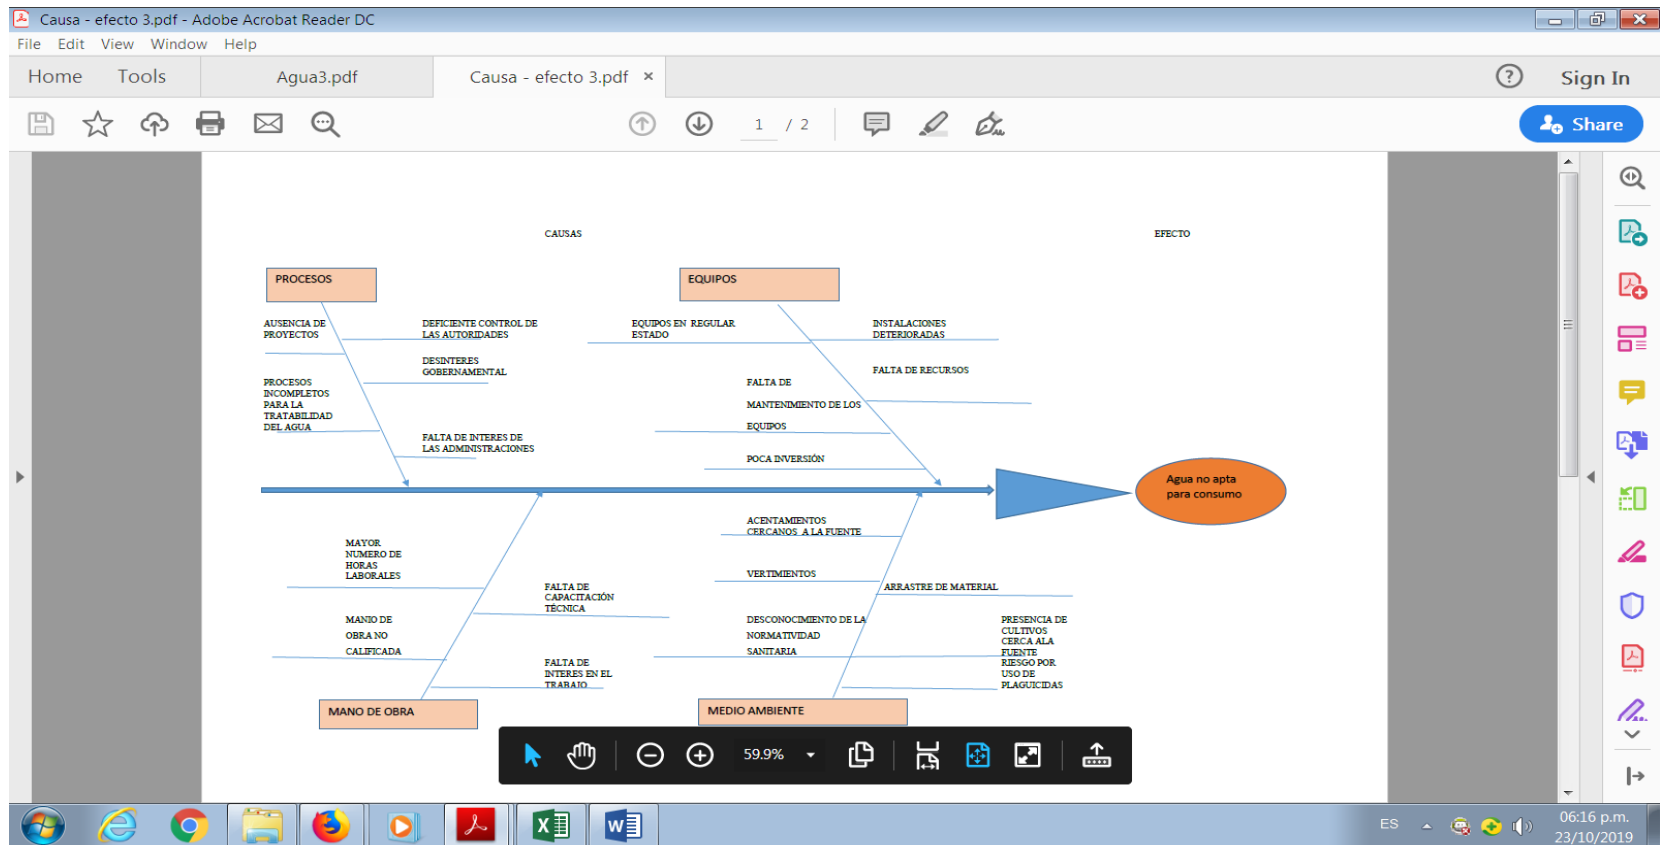 Causa - efecto 3.pdf - Adobe Acrobat Reader DC
File Edit View Window Help
Home Tools Agua3.pdf Causa - efecto 3.pdf × Sign In
1 / 2
Share
CAUSAS
EFECTO
PROCESOS
EQUIPOS
AUSENCIA DE
PROYECTOS
DEFICIENTE CONTROL DE
LAS AUTORIDADES
DESINTERES
GOBERNAMENTAL
PROCESOS
INCOMPLETOS
PARA LA
TRATABILIDAD
DEL AGUA
FALTA DE INTERES DE
LAS ADMINISTRACIONES
EQUIPOS EN REGULAR
ESTADO
INSTALACIONES
DETERIORADAS
FALTA DE RECURSOS
FALTA DE
MANTENIMIENTO DE LOS
EQUIPOS
POCA INVERSIÓN
Agua no apta
para consumo
MAYOR
NUMERO DE
HORAS
LABORALES
FALTA DE
CAPACITACIÓN
TÉCNICA
MANIO DE
OBRA NO
CALIFICADA
FALTA DE
INTERES EN EL
TRABAJO
ACENTAMIENTOS
CERCANOS A LA FUENTE
VERTIMIENTOS
ARRASTRE DE MATERIAL
DESCONOCIMIENTO DE LA
NORMATIVIDAD
SANITARIA
PRESENCIA DE
CULTIVOS
CERCA ALA
FUENTE
RIESGO POR
USO DE
PLAGUICIDAS
MANO DE OBRA
MEDIO AMBIENTE
59.9%
ES
06:16 p.m.
23/10/2019